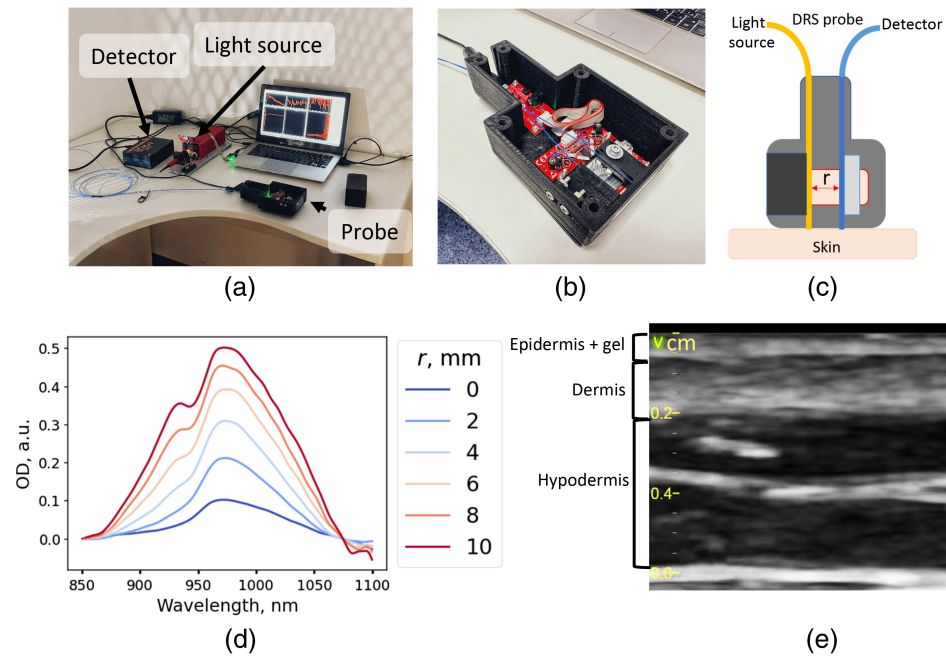 Detector
Light source
Probe
(a)
(b)
Light source
DRS probe
Detector
r
Skin
(c)
OD, a.u.
0.5
0.4
0.3
0.2
0.1
0.0
850
900
950
1000
1050
1100
Wavelength, nm
r, mm
0
2
4
6
8
10
(d)
Epidermis + gel
Dermis
Hypodermis
v cm
0.2
0.4
0.6
(e)